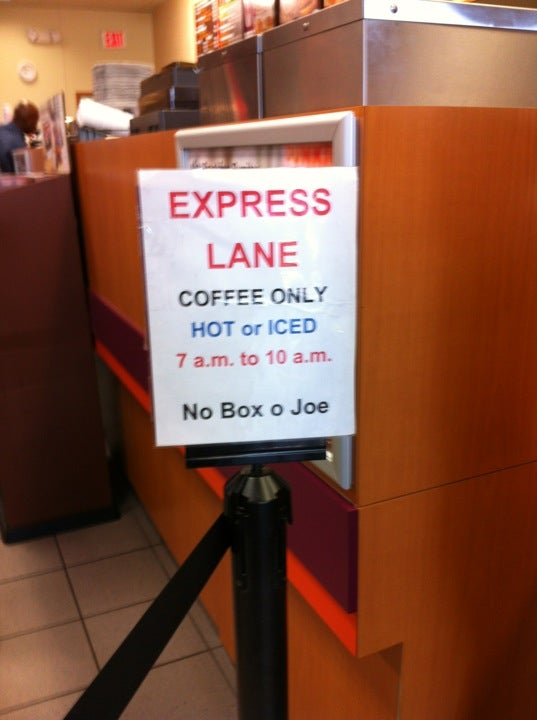 EXIT
EXPRESS
LANE
COFFEE ONLY
HOT or ICED
7 a.m. to 10 a.m.
No Box o Joe